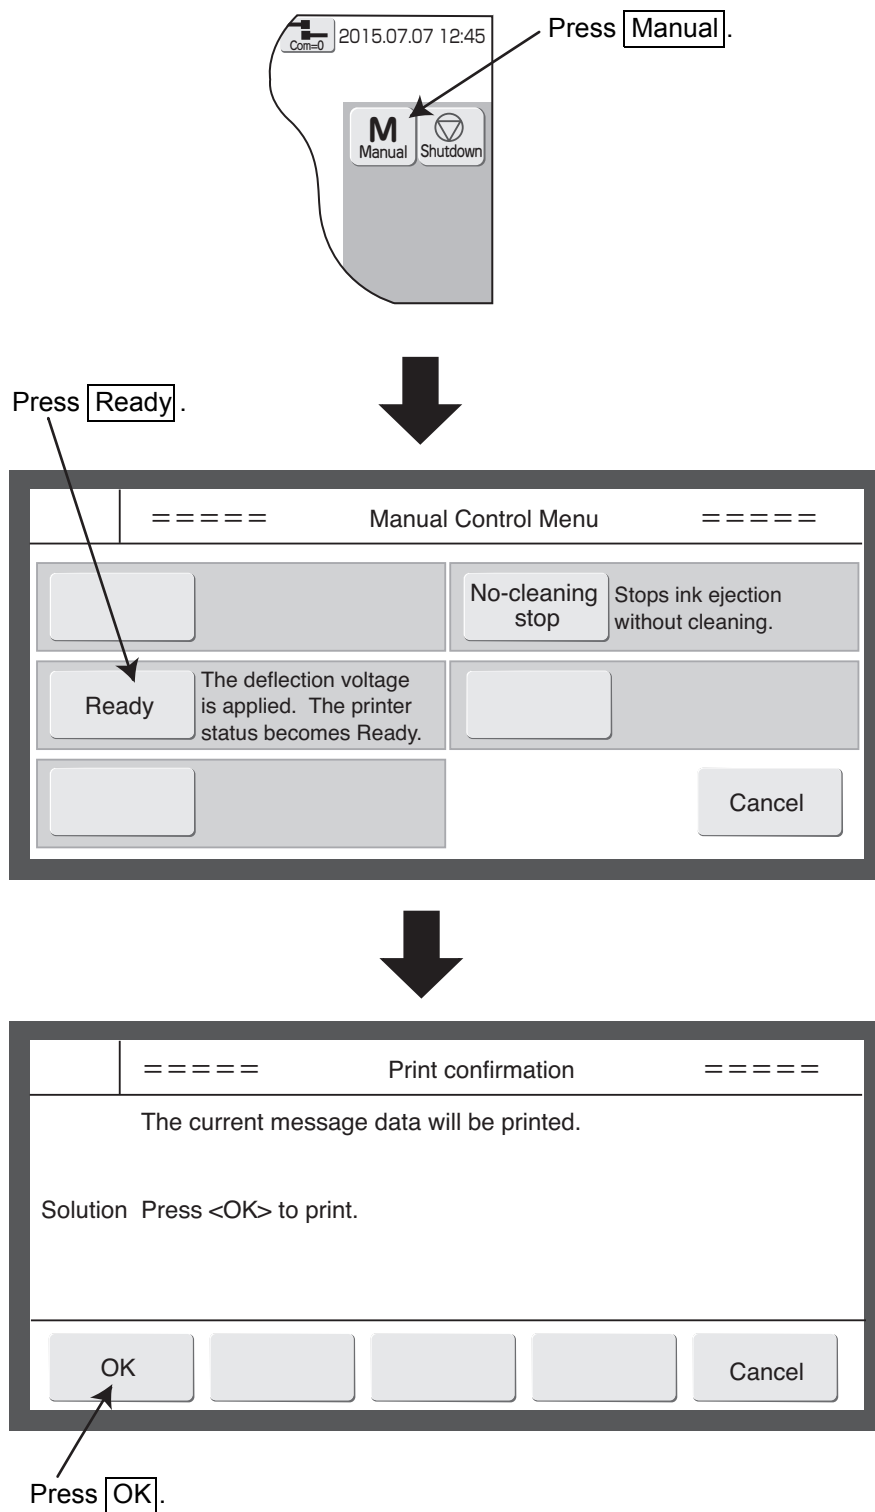 Press Manual.
Com=0 2015.07.07 12:45
M
Manual Shutdown
Press Ready.
===== Manual Control Menu =====
No-cleaning
stop
Stops ink ejection
without cleaning.
Ready
The deflection voltage
is applied. The printer
status becomes Ready.
Cancel
===== Print confirmation =====
The current message data will be printed.
Solution Press <OK> to print.
OK Cancel
Press OK.